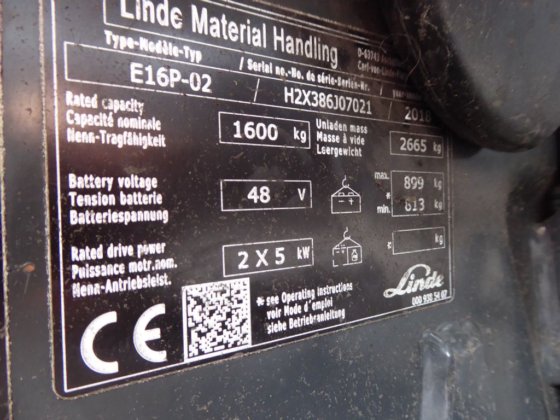 Linde Material Handling
Type-Modèle-Typ / Serial no.-No. de série-Serien-Nr. /
E16P-02 / H2X386J07021 / 2018
Rated capacity
Capacité nominale
Nenn-Tragfähigkeit
1600 kg
Unladen mass
Masse à vide
Leergewicht
2665 kg
Battery voltage
Tension batterie
Batteriespannung
48 V
max. 899 kg
* min. 813 kg
Rated drive power
Puissance motr.nom.
Nenn-Antriebsleist.
2 X 5 kW
* kg
CE
* see Operating instructions
voir Mode d'emploi
siehe Betriebsanleitung
Linde